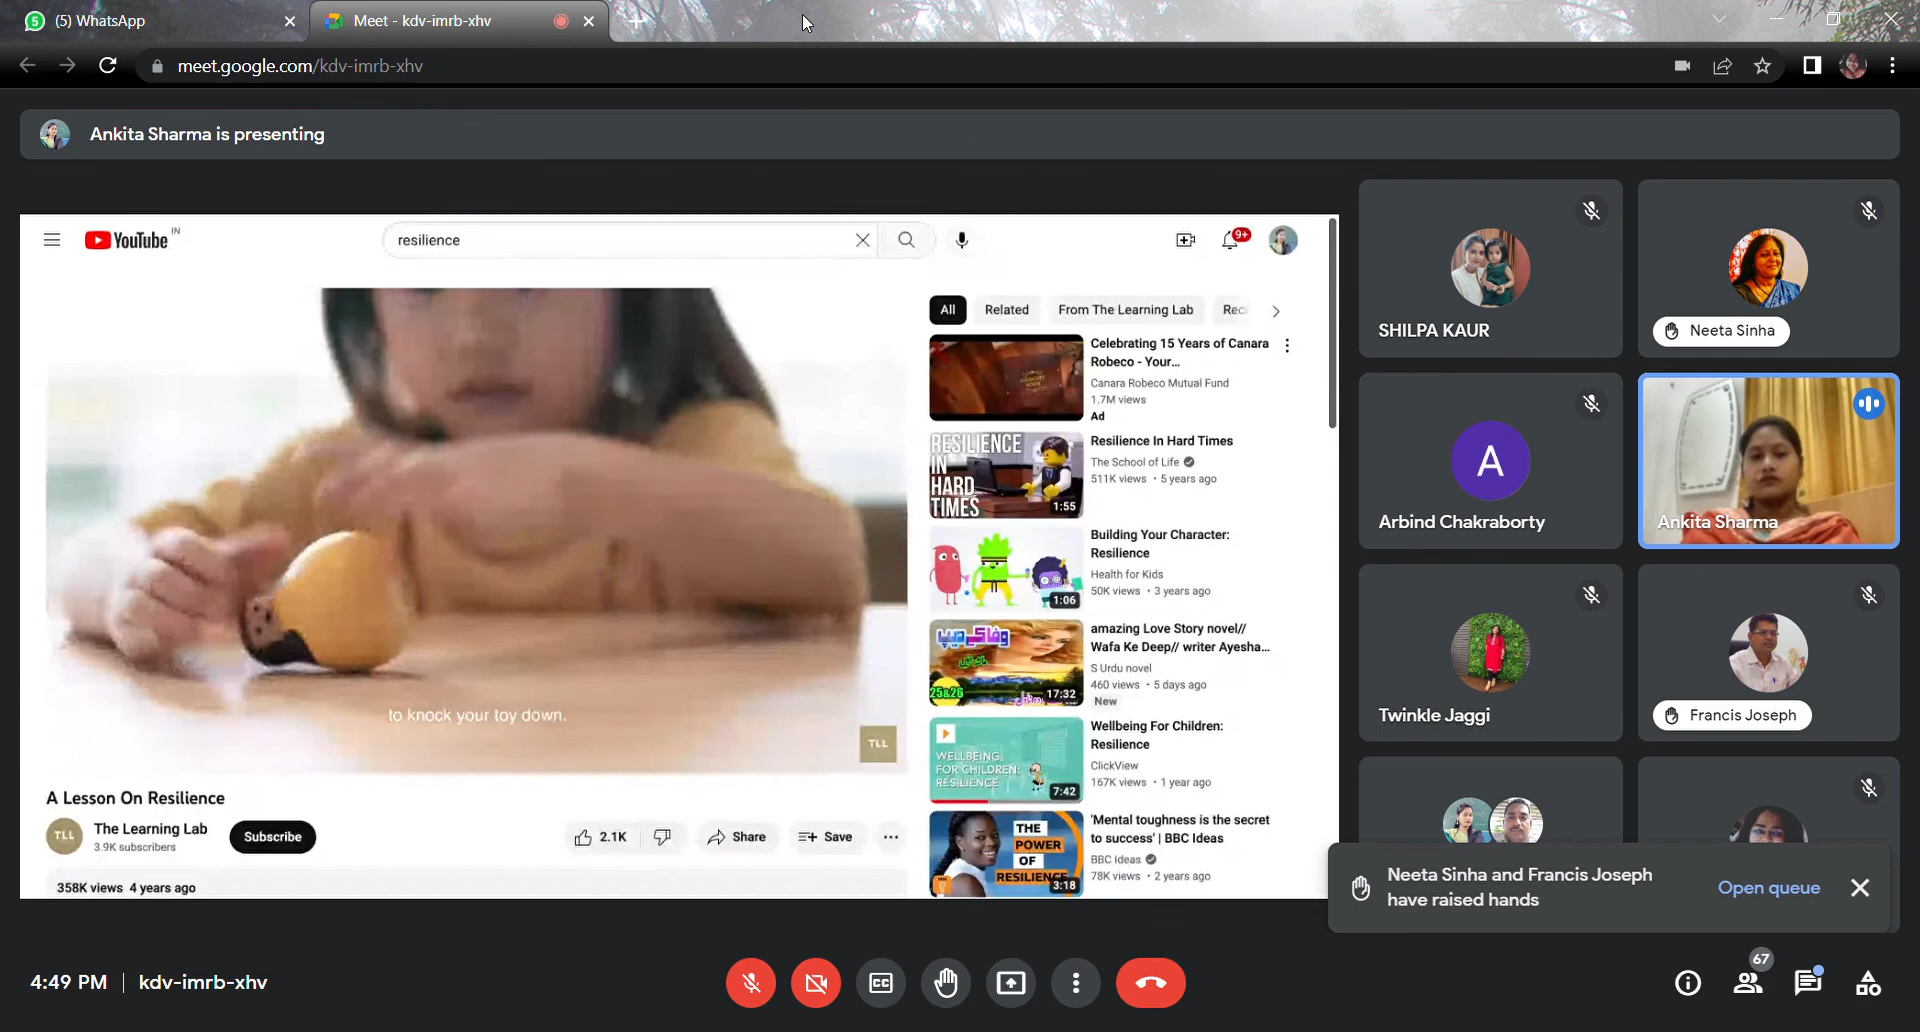 (5) WhatsApp
Meet - kdv-imrb-xhv
meet.google.com/kdv-imrb-xhv
Ankita Sharma is presenting
YouTube IN
resilience
9+
All
Related
From The Learning Lab
Rec
Celebrating 15 Years of Canara
Robeco - Your...
Canara Robeco Mutual Fund
1.7M views
Ad
RESILIENCE
IN
HARD
TIMES
1:55
Resilience In Hard Times
The School of Life
511K views • 5 years ago
1:06
Building Your Character:
Resilience
Health for Kids
50K views • 3 years ago
25&26
17:32
amazing Love Story novel//
Wafa Ke Deep// writer Ayesha...
S Urdu novel
460 views • 5 days ago
New
WELLBEING
FOR CHILDREN:
RESILIENCE
7:42
Wellbeing For Children:
Resilience
ClickView
167K views • 1 year ago
THE
POWER
OF
RESILIENCE
3:18
'Mental toughness is the secret
to success' | BBC Ideas
BBC Ideas
78K views • 2 years ago
to knock your toy down.
TLL
A Lesson On Resilience
TLL
The Learning Lab
3.9K subscribers
Subscribe
2.1K
Share
Save
358K views 4 years ago
SHILPA KAUR
Neeta Sinha
A
Arbind Chakraborty
Ankita Sharma
Twinkle Jaggi
Francis Joseph
Neeta Sinha and Francis Joseph
have raised hands
Open queue
4:49 PM
kdv-imrb-xhv
67